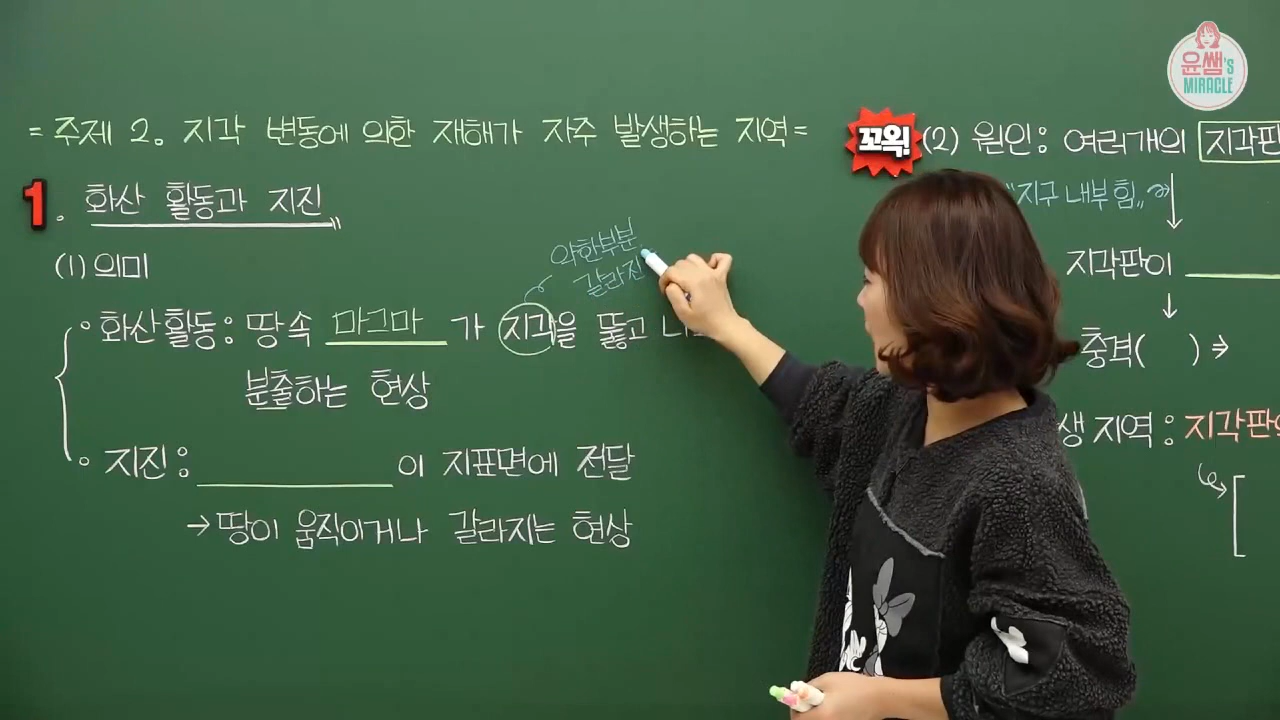 윤쌤's
MIRACLE
= 주제 2. 지각 변동에 의한 재해가 자주 발생하는 지역 =
1. 화산 활동과 지진
(1) 의미
약한부분
갈라진
◦ 화산활동 : 땅속 마그마 가 지각을 뚫고
분출하는 현상
◦ 지진 : 이 지표면에 전달
→ 땅이 움직이거나 갈라지는 현상
꼬옥! (2) 원인 : 여러개의 지각판
"지구 내부 힘"
지각판이
충격( ) →
생 지역 : 지각판의